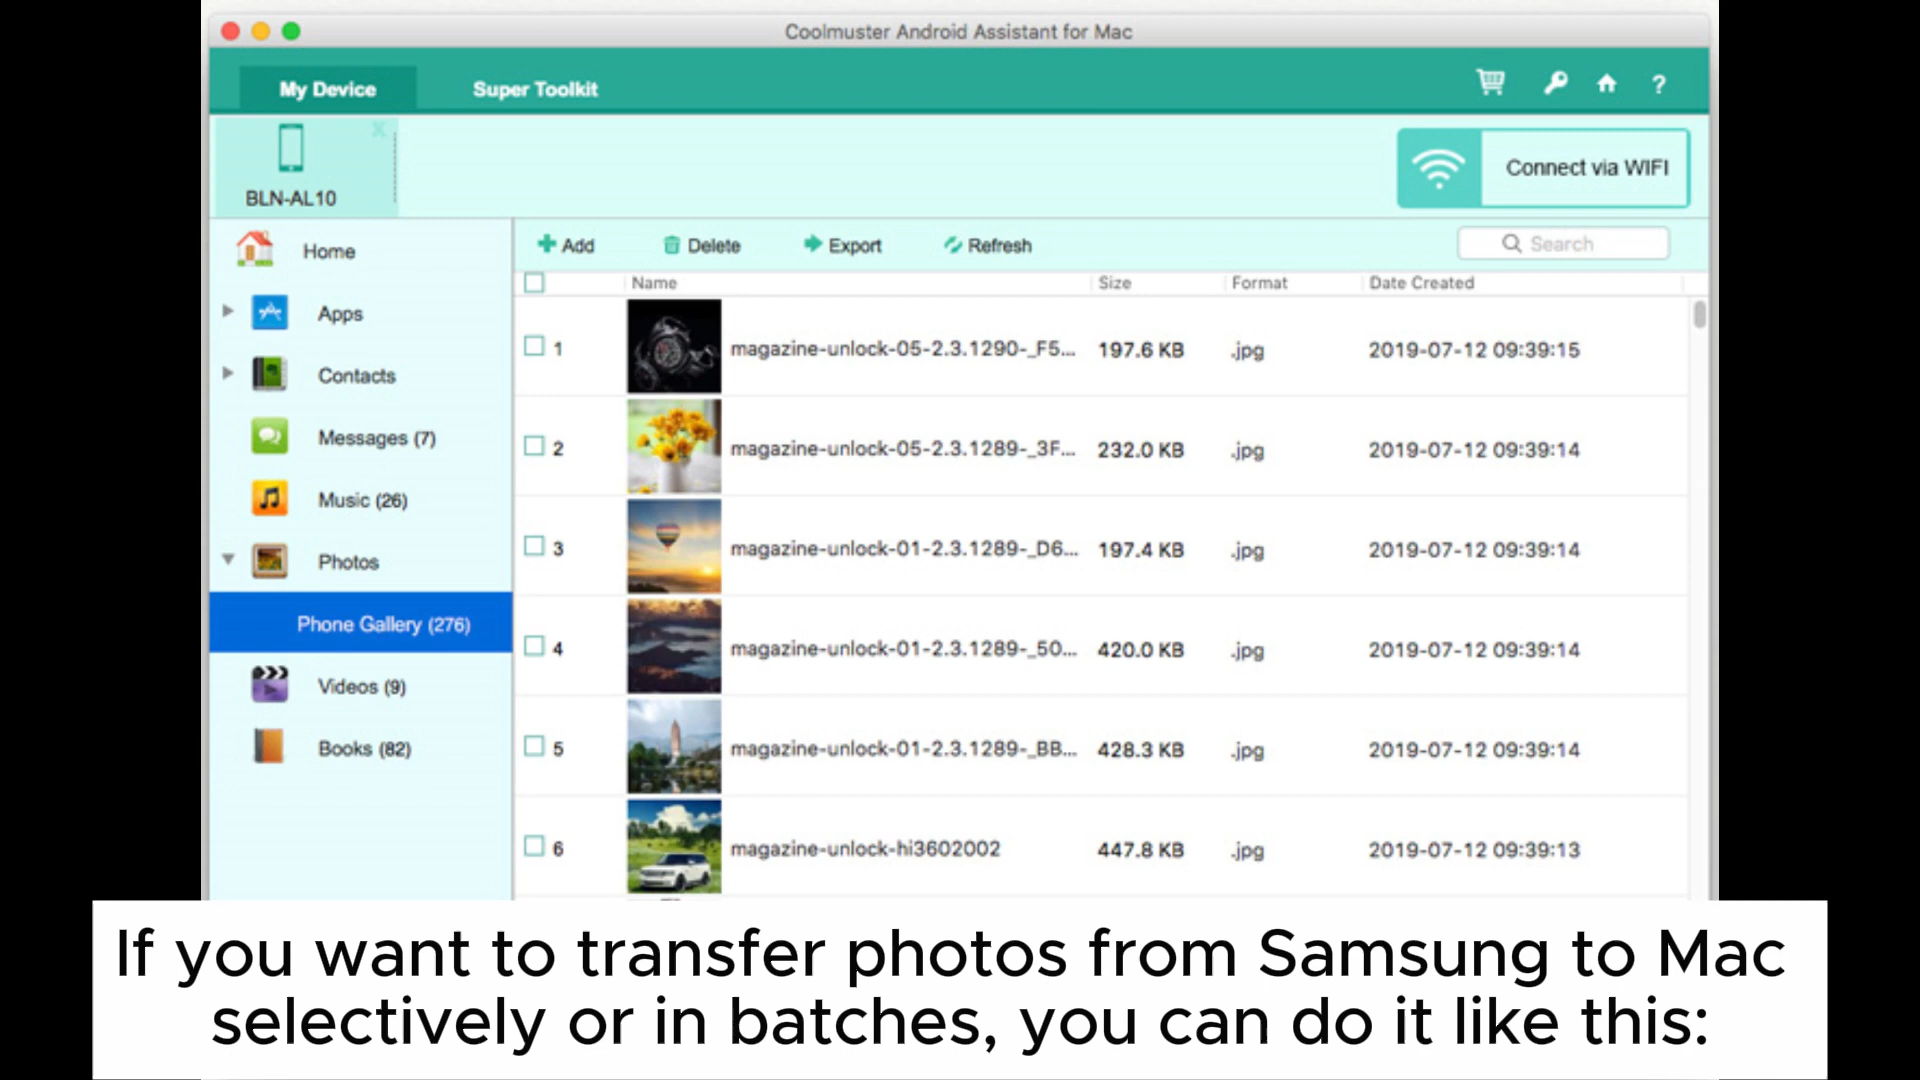 Coolmuster Android Assistant for Mac
My Device Super Toolkit ?
X
BLN-AL10
Connect via WIFI
Home
Apps
Contacts
Messages (7)
Music (26)
Photos
Phone Gallery (276)
Videos (9)
Books (82)
Add Delete Export Refresh Search
Name Size Format Date Created
1 magazine-unlock-05-2.3.1290-_F5... 197.6 KB .jpg 2019-07-12 09:39:15
2 magazine-unlock-05-2.3.1289-_3F... 232.0 KB .jpg 2019-07-12 09:39:14
3 magazine-unlock-01-2.3.1289-_D6... 197.4 KB .jpg 2019-07-12 09:39:14
4 magazine-unlock-01-2.3.1289-_50... 420.0 KB .jpg 2019-07-12 09:39:14
5 magazine-unlock-01-2.3.1289-_BB... 428.3 KB .jpg 2019-07-12 09:39:14
6 magazine-unlock-hi3602002 447.8 KB .jpg 2019-07-12 09:39:13
If you want to transfer photos from Samsung to Mac
selectively or in batches, you can do it like this: